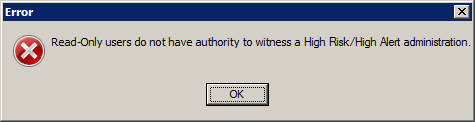 Error
Read-Only users do not have authority to witness a High Risk/High Alert administration.
OK